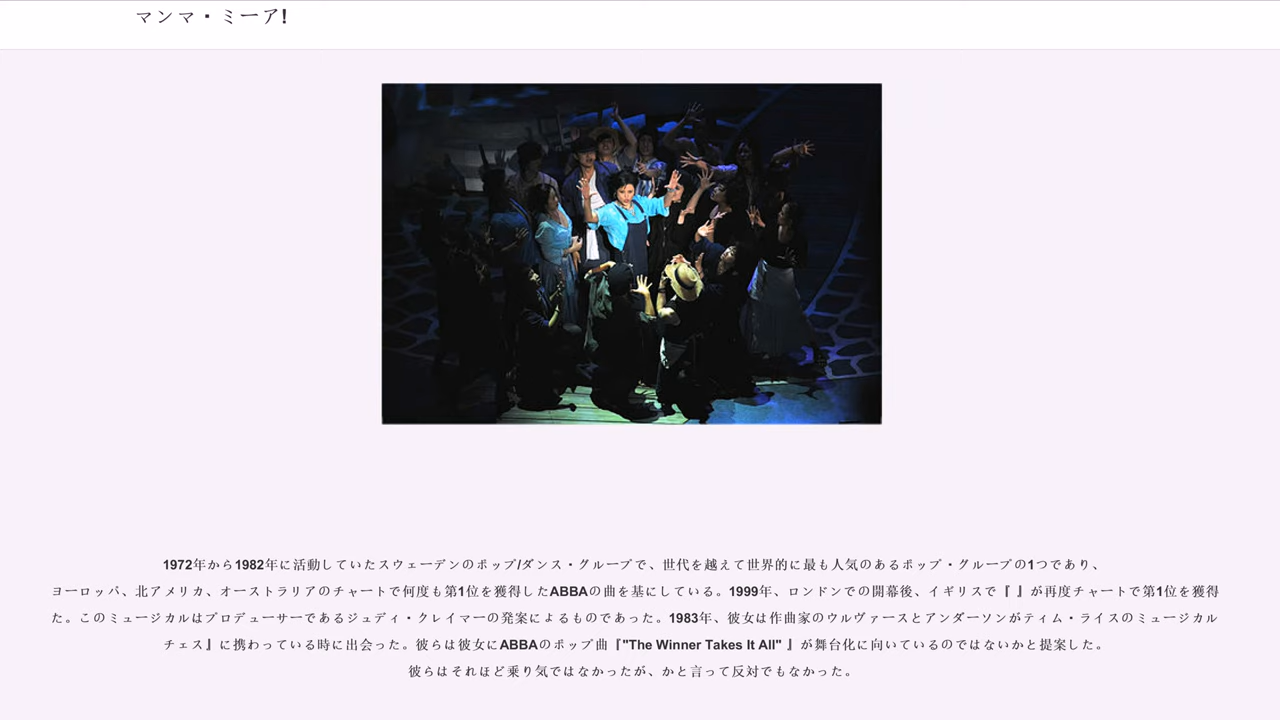 マンマ・ミーア!
1972年から1982年に活動していたスウェーデンのポップ/ダンス・グループで、世代を越えて世界的に最も人気のあるポップ・グループの1つであり、
ヨーロッパ、北アメリカ、オーストラリアのチャートで何度も第1位を獲得したABBAの曲を基にしている。1999年、ロンドンでの開幕後、イギリスで『 』が再度チャートで第1位を獲得
た。このミュージカルはプロデューサーであるジュディ・クレイマーの発案によるものであった。1983年、彼女は作曲家のウルヴァースとアンダーソンがティム・ライスのミュージカル
チェス』に携わっている時に出会った。彼らは彼女にABBAのポップ曲『"The Winner Takes It All" 』が舞台化に向いているのではないかと提案した。
彼らはそれほど乗り気ではなかったが、かと言って反対でもなかった。